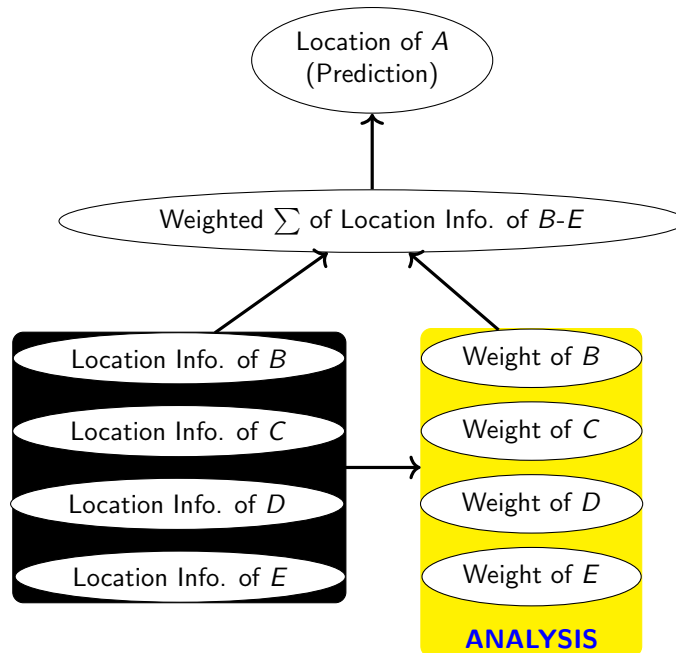 Location of A
(Prediction)
Weighted ∑ of Location Info. of B-E
Location Info. of B
Location Info. of C
Location Info. of D
Location Info. of E
Weight of B
Weight of C
Weight of D
Weight of E
ANALYSIS